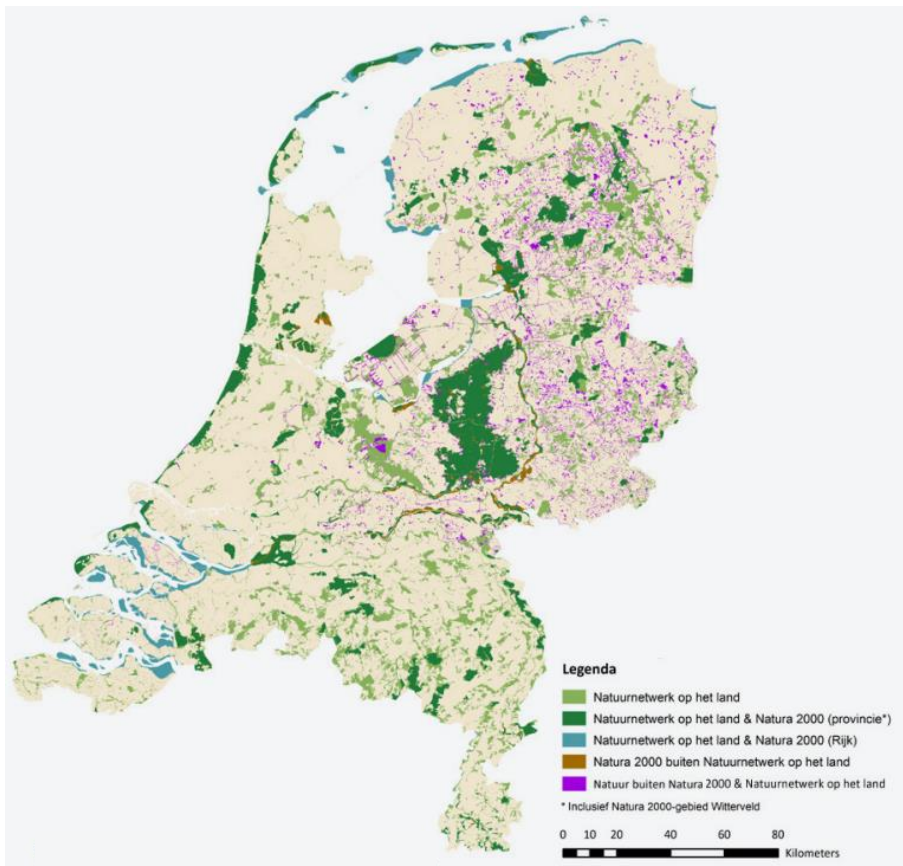 Legenda
Natuurnetwerk op het land
Natuurnetwerk op het land & Natura 2000 (provincie*)
Natuurnetwerk op het land & Natura 2000 (Rijk)
Natura 2000 buiten Natuurnetwerk op het land
Natuur buiten Natura 2000 & Natuurnetwerk op het land
* Inclusief Natura 2000-gebied Witterveld
0 10 20 40 60 80
Kilometers